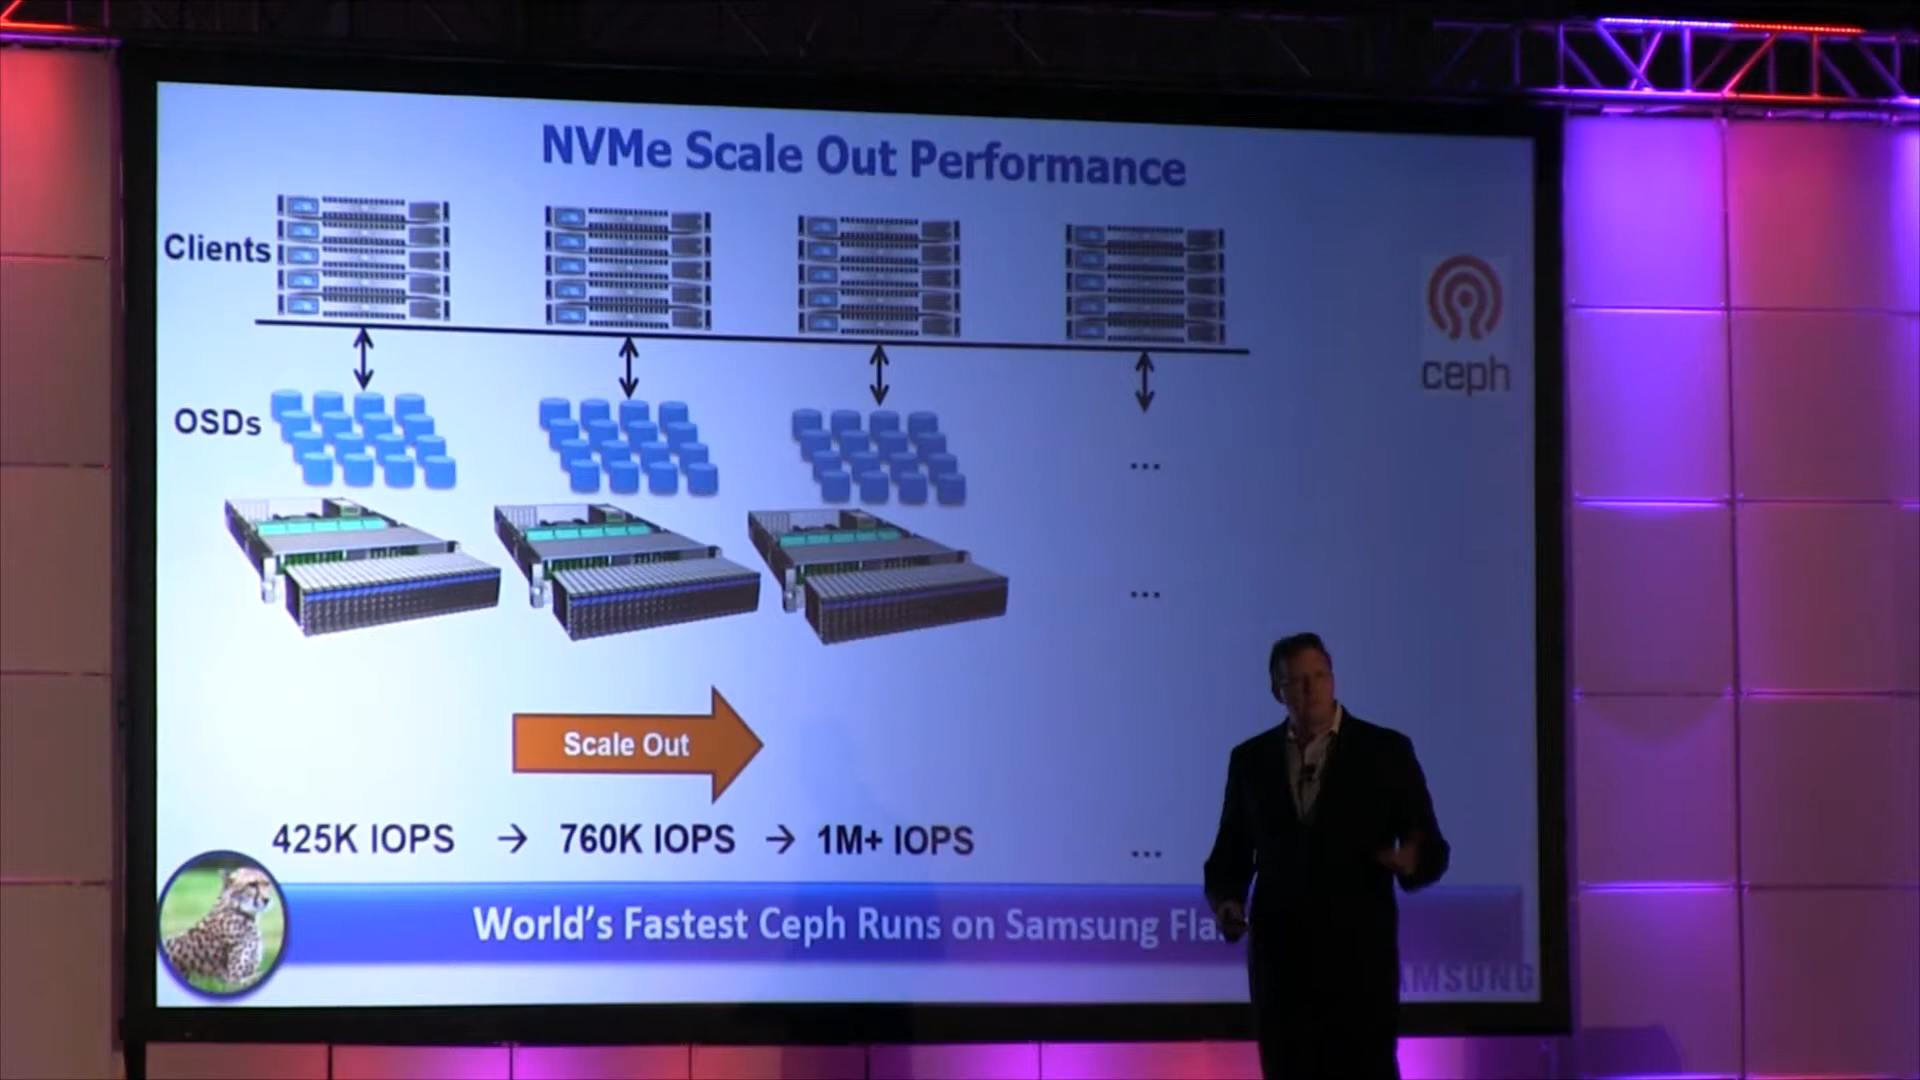 NVMe Scale Out Performance
Clients
ceph
OSDs
...
...
Scale Out
425K IOPS → 760K IOPS → 1M+ IOPS ...
World's Fastest Ceph Runs on Samsung